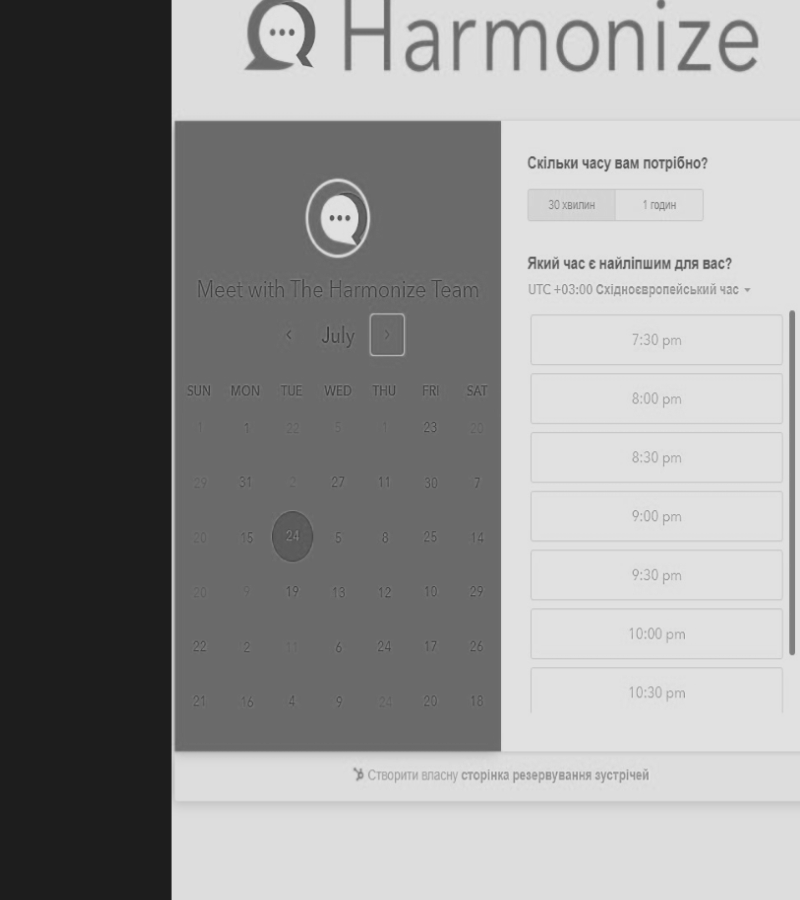 Harmonize
Meet with The Harmonize Team
July
SUN MON TUE WED THU FRI SAT
1 1 22 5 1 23 20
29 31 2 27 11 30 7
20 15 24 5 8 25 14
20 9 19 13 12 10 29
22 2 11 6 24 17 26
21 16 4 9 24 20 18
Скільки часу вам потрібно?
30 хвилин 1 годин
Який час є найліпшим для вас?
UTC +03:00 Східноєвропейський час
7:30 pm
8:00 pm
8:30 pm
9:00 pm
9:30 pm
10:00 pm
10:30 pm
Створити власну сторінка резервування зустрічей